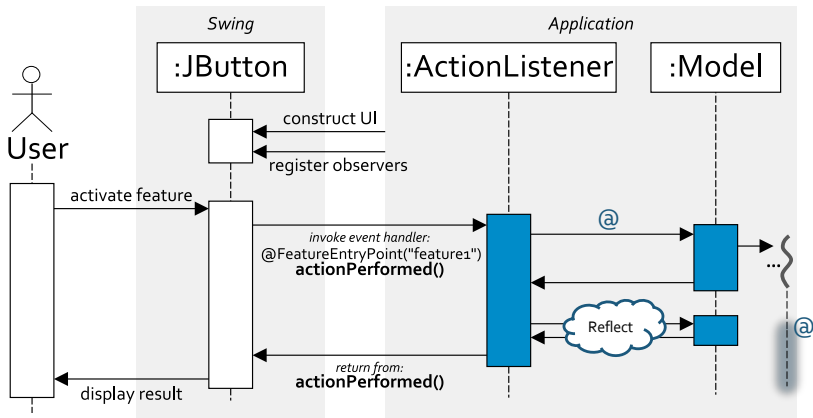 Swing
Application
:JButton
:ActionListener
:Model
User
construct UI
register observers
activate feature
@
invoke event handler:
@FeatureEntryPoint("feature1")
actionPerformed()
...
Reflect
@
return from:
actionPerformed()
display result